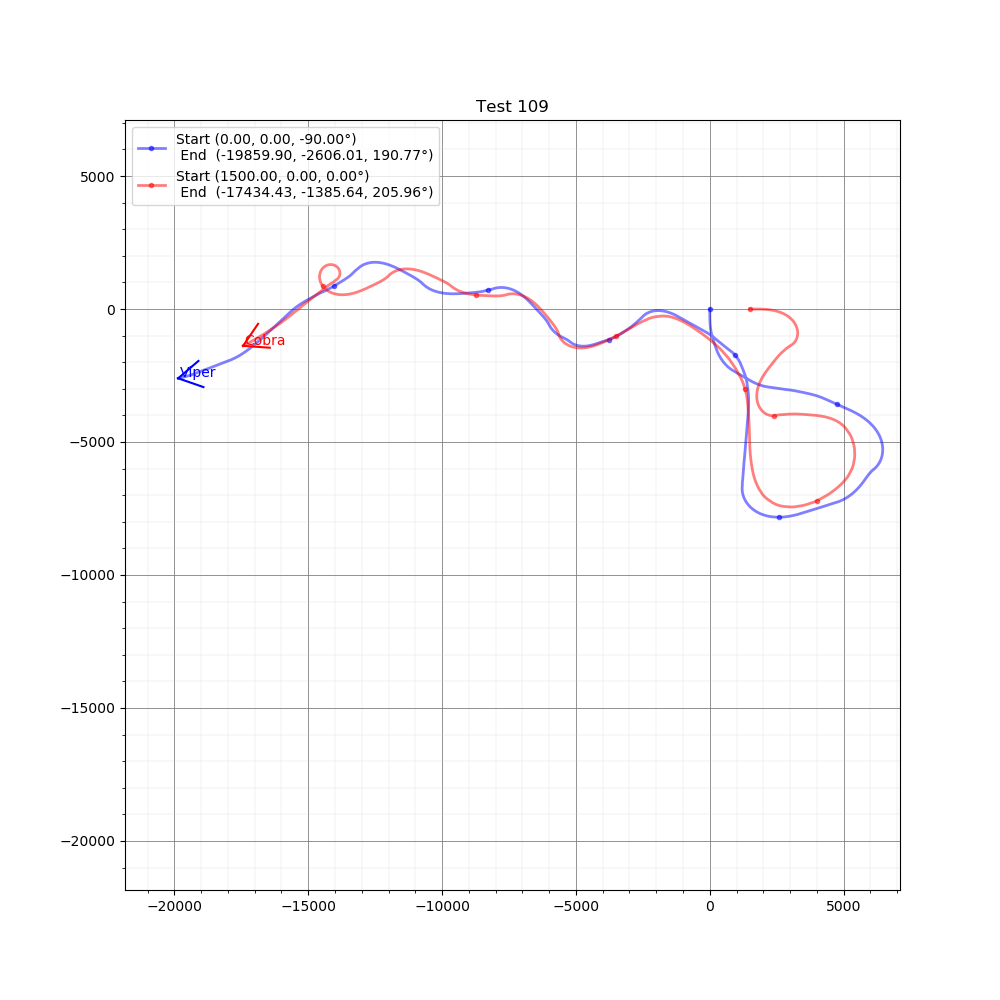 Test 109
Start (0.00, 0.00, -90.00°)
End (-19859.90, -2606.01, 190.77°)
Start (1500.00, 0.00, 0.00°)
End (-17434.43, -1385.64, 205.96°)
5000
0
−5000
−10000
−15000
−20000
Cobra
Viper
−20000 −15000 −10000 −5000 0 5000